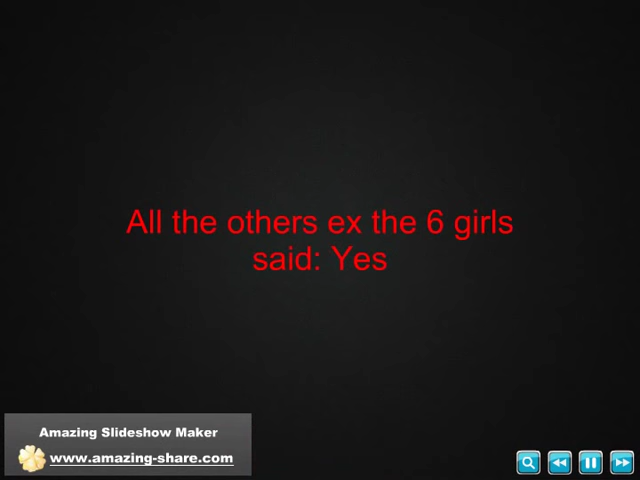 All the others ex the 6 girls
said: Yes
Amazing Slideshow Maker
www.amazing-share.com